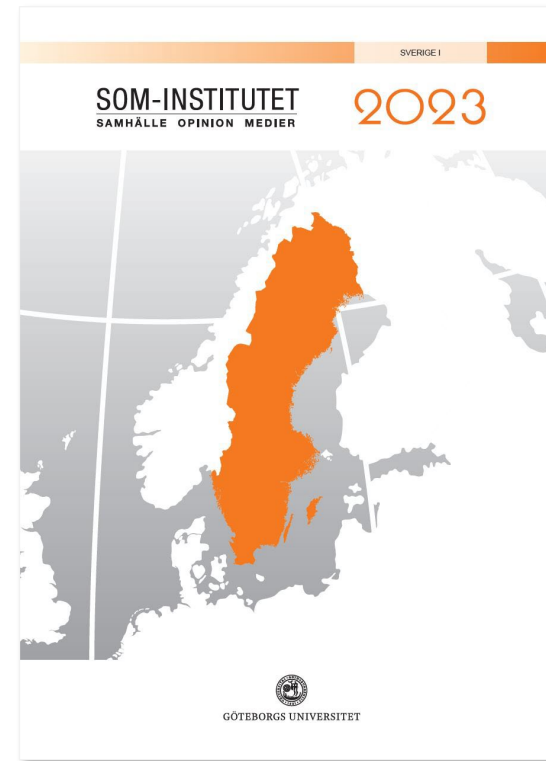 SVERIGE I
SOM-INSTITUTET
SAMHÄLLE OPINION MEDIER
2023
GÖTEBORGS UNIVERSITET